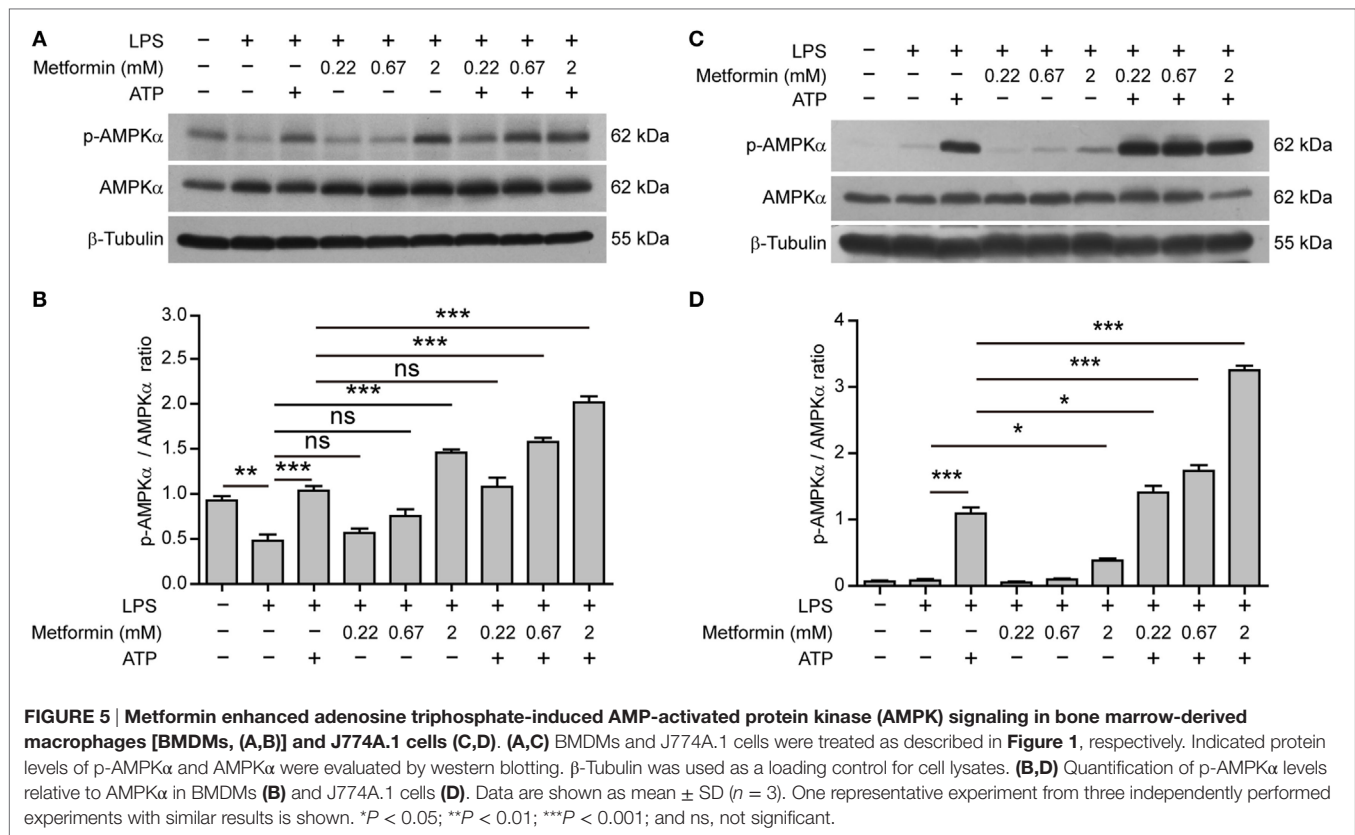 A
LPS − + + + + + + + +
Metformin (mM) − − − 0.22 0.67 2 0.22 0.67 2
ATP − − + − − − + + +
p-AMPKα 62 kDa
AMPKα 62 kDa
β-Tubulin 55 kDa
C
LPS − + + + + + + + +
Metformin (mM) − − − 0.22 0.67 2 0.22 0.67 2
ATP − − + − − − + + +
p-AMPKα 62 kDa
AMPKα 62 kDa
β-Tubulin 55 kDa
B
p-AMPKα / AMPKα ratio
3.0
2.5
2.0
1.5
1.0
0.5
0.0
***
***
ns
***
ns
ns
** ***
LPS − + + + + + + + +
Metformin (mM) − − − 0.22 0.67 2 0.22 0.67 2
ATP − − + − − − + + +
D
p-AMPKα / AMPKα ratio
4
3
2
1
0
***
***
*
*
***
LPS − + + + + + + + +
Metformin (mM) − − − 0.22 0.67 2 0.22 0.67 2
ATP − − + − − − + + +
FIGURE 5 | Metformin enhanced adenosine triphosphate-induced AMP-activated protein kinase (AMPK) signaling in bone marrow-derived
macrophages [BMDMs, (A,B)] and J774A.1 cells (C,D). (A,C) BMDMs and J774A.1 cells were treated as described in Figure 1, respectively. Indicated protein
levels of p-AMPKα and AMPKα were evaluated by western blotting. β-Tubulin was used as a loading control for cell lysates. (B,D) Quantification of p-AMPKα levels
relative to AMPKα in BMDMs (B) and J774A.1 cells (D). Data are shown as mean ± SD (n = 3). One representative experiment from three independently performed
experiments with similar results is shown. *P < 0.05; **P < 0.01; ***P < 0.001; and ns, not significant.